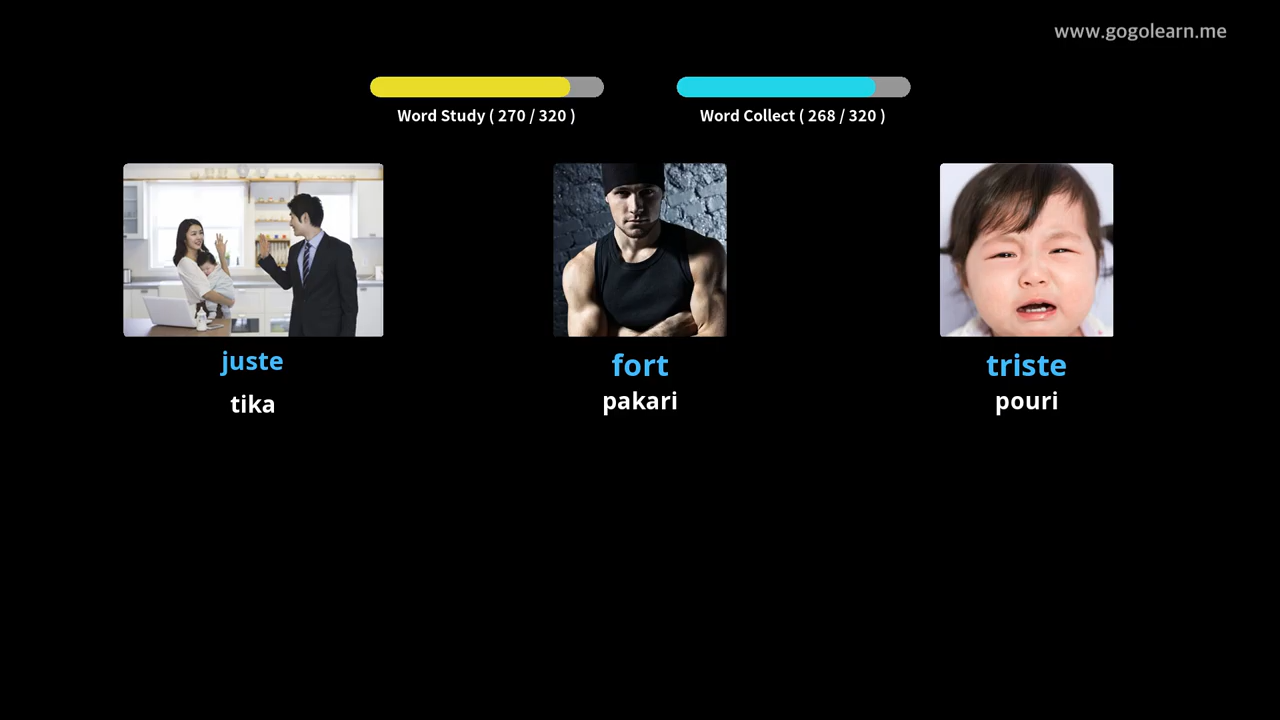 www.gogolearn.me
Word Study ( 270 / 320 )
Word Collect ( 268 / 320 )
juste
fort
triste
tika
pakari
pouri